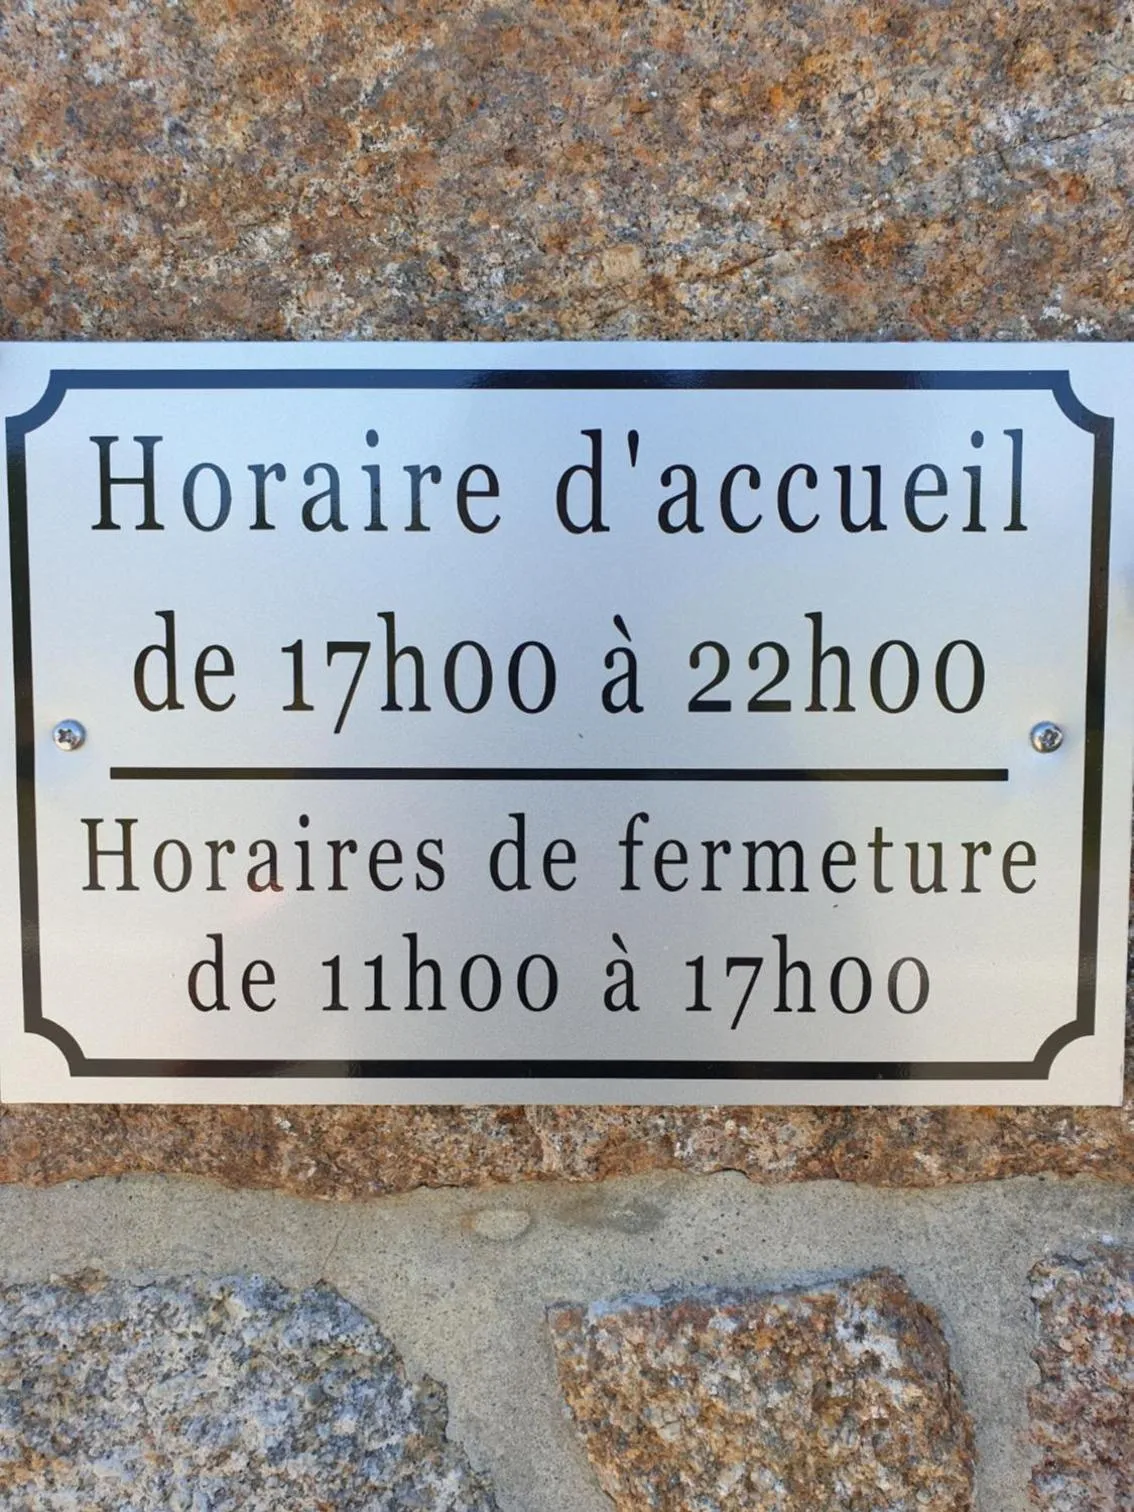 Horaire d'accueil
de 17h00 à 22h00
Horaires de fermeture
de 11h00 à 17h00